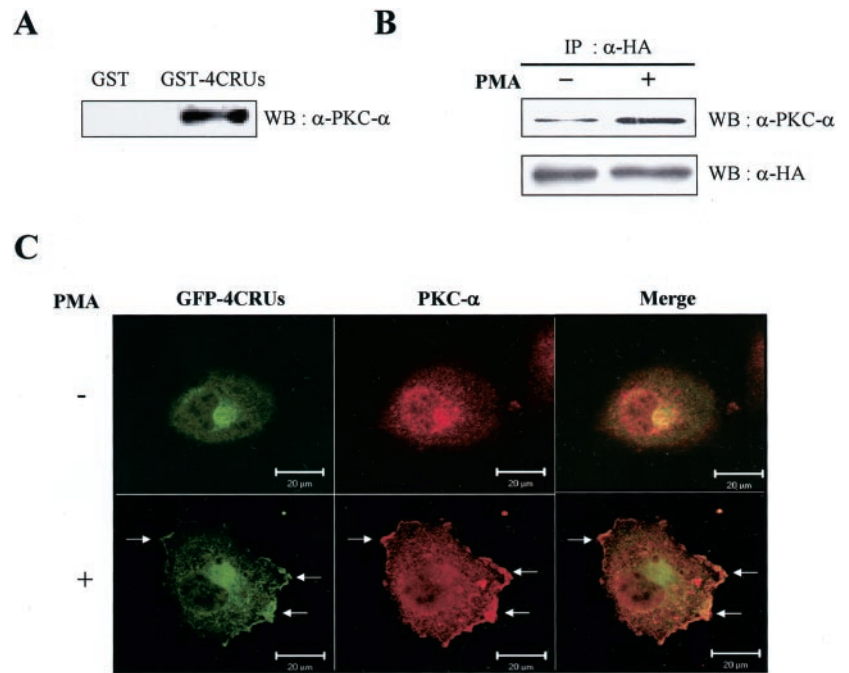 A
GST GST-4CRUs
WB : α-PKC-α
B
IP : α-HA
PMA − +
WB : α-PKC-α
WB : α-HA
C
PMA GFP-4CRUs PKC-α Merge
-
20 µm 20 µm 20 µm
+
20 µm 20 µm 20 µm